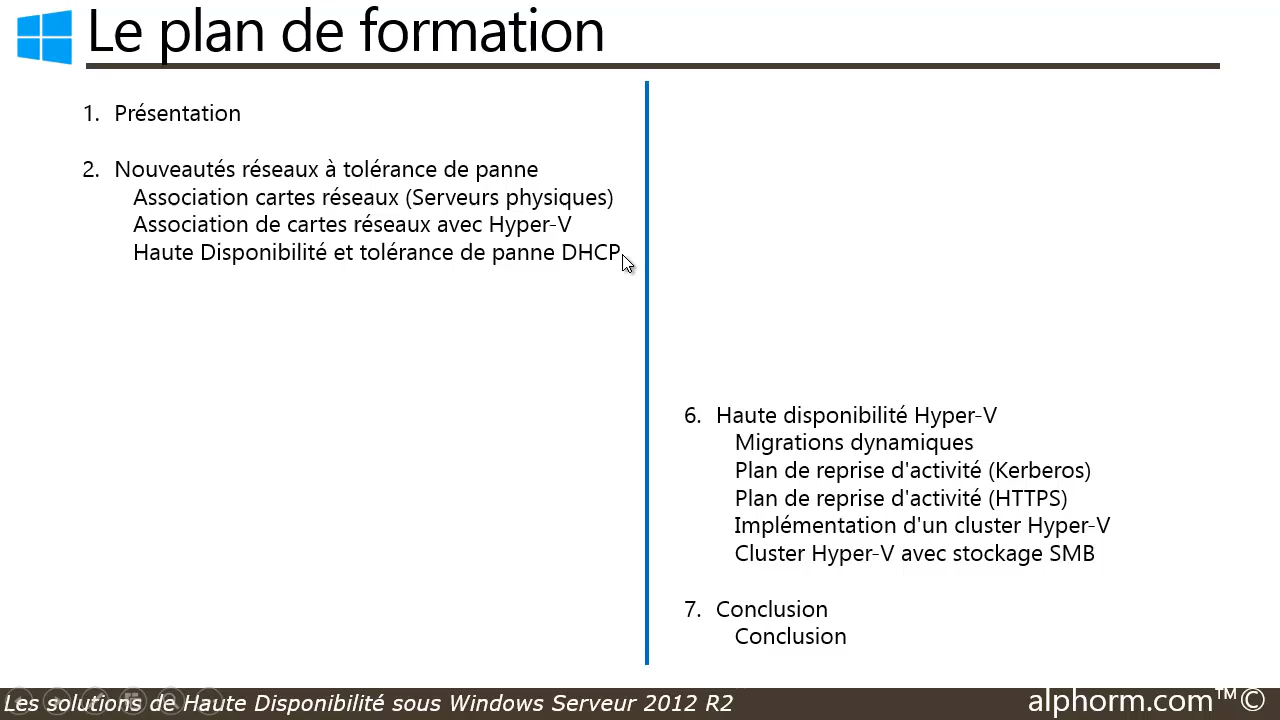 Le plan de formation
1. Présentation
2. Nouveautés réseaux à tolérance de panne
Association cartes réseaux (Serveurs physiques)
Association de cartes réseaux avec Hyper-V
Haute Disponibilité et tolérance de panne DHCP
6. Haute disponibilité Hyper-V
Migrations dynamiques
Plan de reprise d'activité (Kerberos)
Plan de reprise d'activité (HTTPS)
Implémentation d'un cluster Hyper-V
Cluster Hyper-V avec stockage SMB
7. Conclusion
Conclusion
Les solutions de Haute Disponibilité sous Windows Serveur 2012 R2
alphorm.com™©